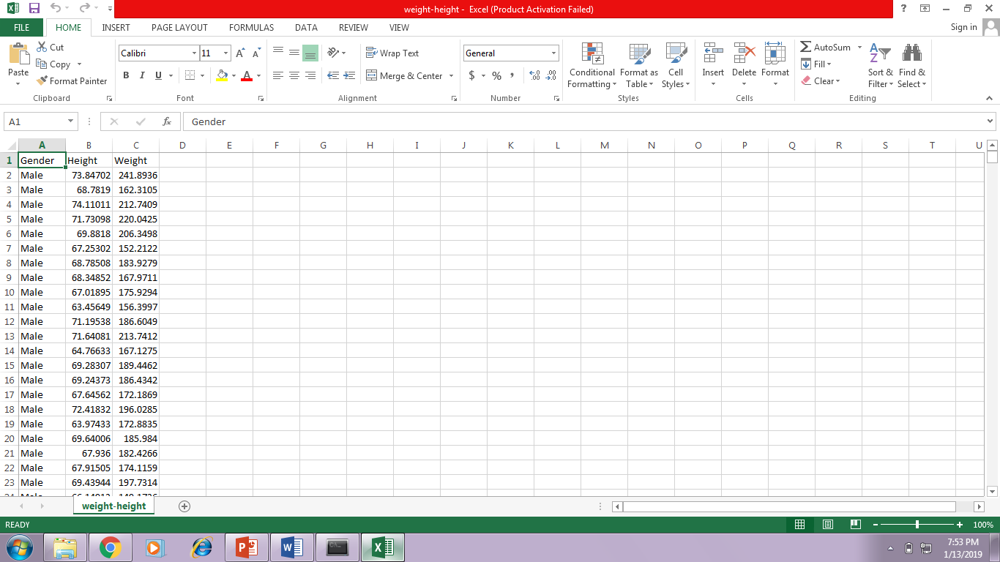 weight-height - Excel (Product Activation Failed)
FILE HOME INSERT PAGE LAYOUT FORMULAS DATA REVIEW VIEW Sign in
Paste
Cut
Copy
Format Painter
Clipboard
Calibri 11
B I U
Font
Wrap Text
Merge & Center
Alignment
General
$ % ,
Number
Conditional Formatting
Format as Table
Cell Styles
Styles
Insert Delete Format
Cells
AutoSum
Fill
Clear
Sort & Filter
Find & Select
Editing
A1 fx Gender
A B C D E F G H I J K L M N O P Q R S T U
1 Gender Height Weight
2 Male 73.84702 241.8936
3 Male 68.7819 162.3105
4 Male 74.11011 212.7409
5 Male 71.73098 220.0425
6 Male 69.8818 206.3498
7 Male 67.25302 152.2122
8 Male 68.78508 183.9279
9 Male 68.34852 167.9711
10 Male 67.01895 175.9294
11 Male 63.45649 156.3997
12 Male 71.19538 186.6049
13 Male 71.64081 213.7412
14 Male 64.76633 167.1275
15 Male 69.28307 189.4462
16 Male 69.24373 186.4342
17 Male 67.64562 172.1869
18 Male 72.41832 196.0285
19 Male 63.97433 172.8835
20 Male 69.64006 185.984
21 Male 67.936 182.4266
22 Male 67.91505 174.1159
23 Male 69.43944 197.7314
weight-height
READY 100%
7:53 PM
1/13/2019